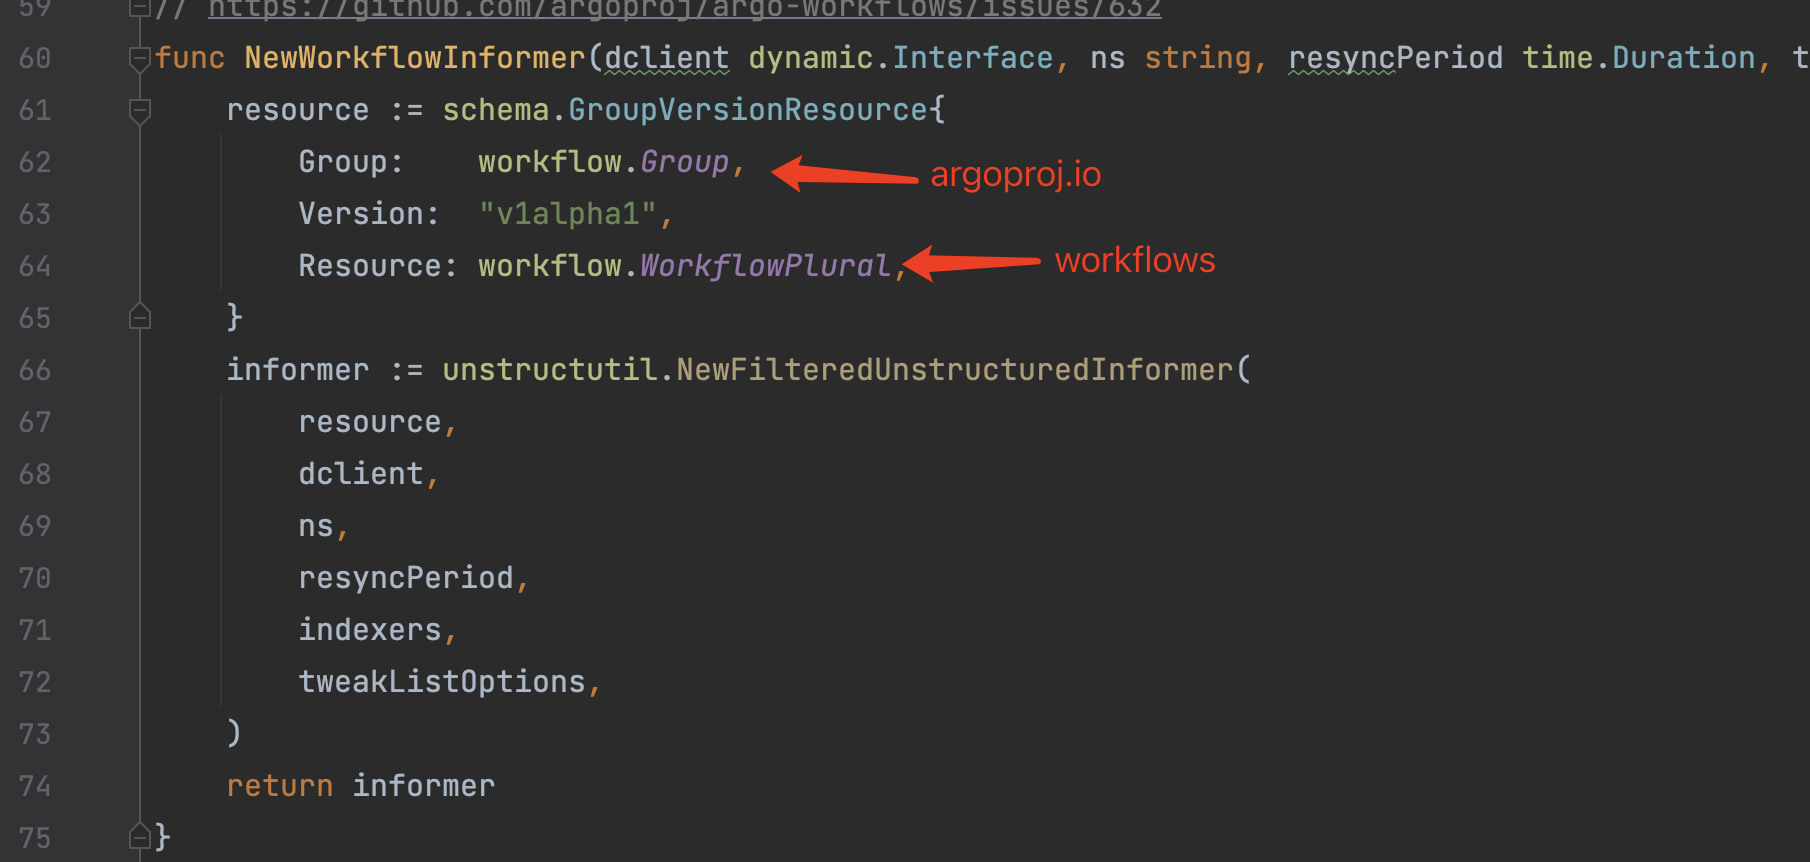 59 // https://github.com/argoproj/argo-workflows/issues/632
60 func NewWorkflowInformer(dclient dynamic.Interface, ns string, resyncPeriod time.Duration, t
61 resource := schema.GroupVersionResource{
62 Group: workflow.Group, argoproj.io
63 Version: "v1alpha1",
64 Resource: workflow.WorkflowPlural, workflows
65 }
66 informer := unstructutil.NewFilteredUnstructuredInformer(
67 resource,
68 dclient,
69 ns,
70 resyncPeriod,
71 indexers,
72 tweakListOptions,
73 )
74 return informer
75 }